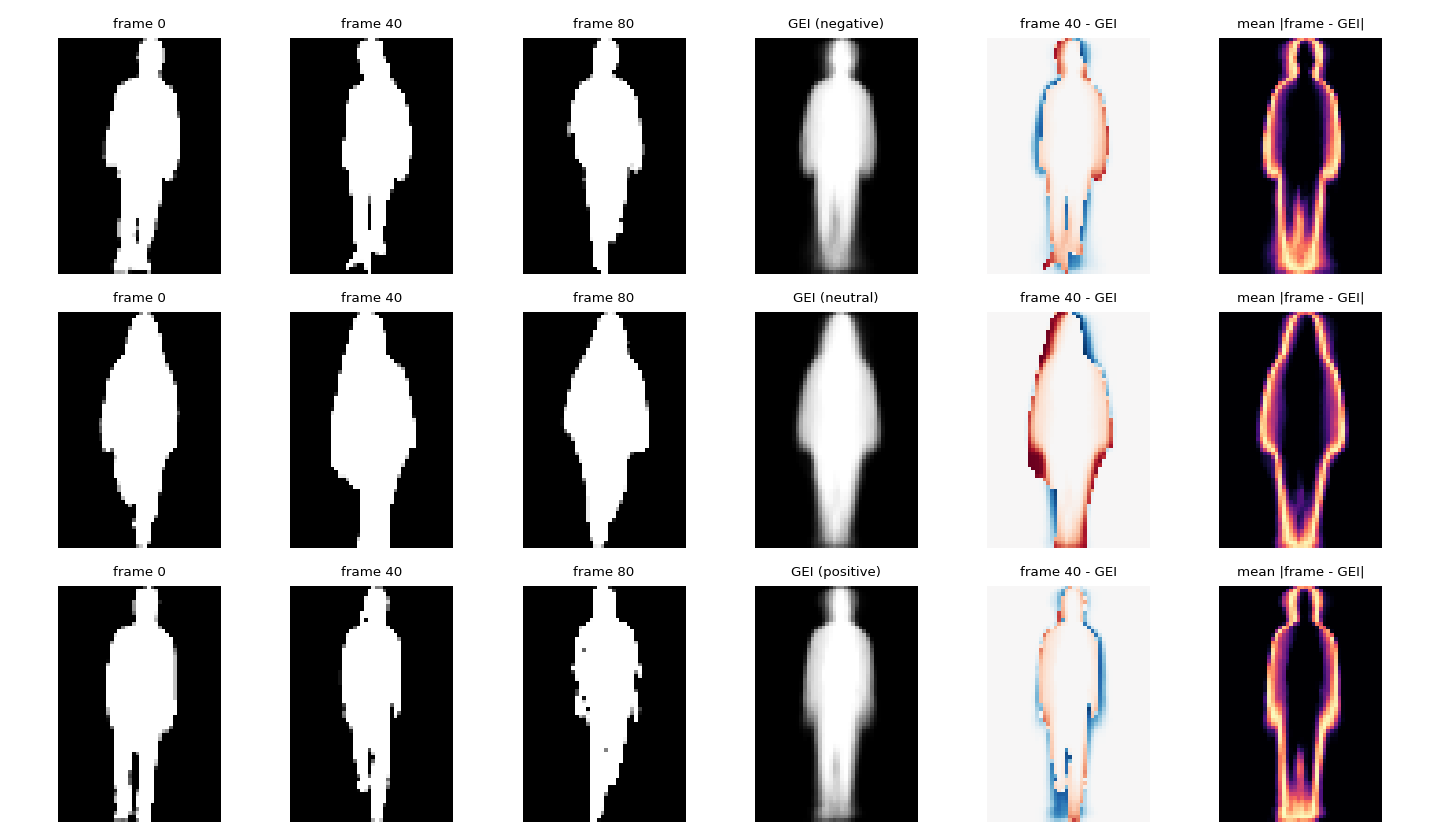 frame 0 frame 40 frame 80 GEI (negative) frame 40 - GEI mean |frame - GEI|
frame 0 frame 40 frame 80 GEI (neutral) frame 40 - GEI mean |frame - GEI|
frame 0 frame 40 frame 80 GEI (positive) frame 40 - GEI mean |frame - GEI|